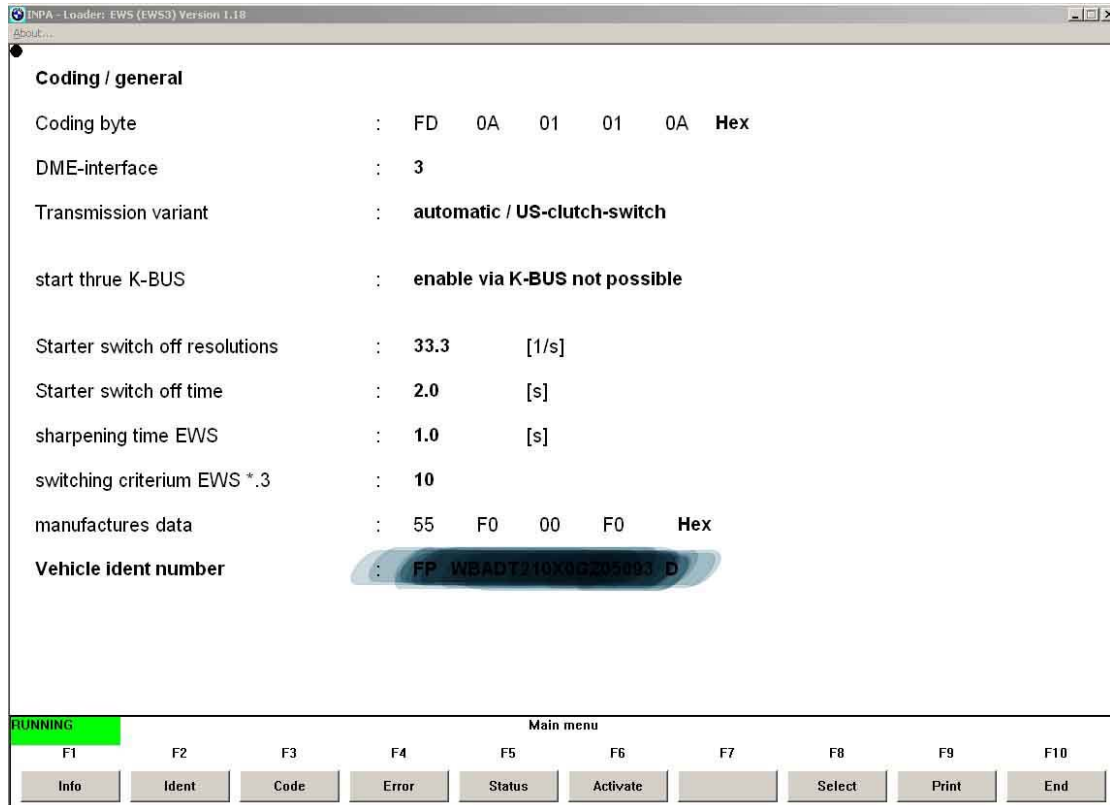 INPA - Loader: EWS (EWS3) Version 1.18
About...
Coding / general
Coding byte : FD 0A 01 01 0A Hex
DME-interface : 3
Transmission variant : automatic / US-clutch-switch
start thrue K-BUS : enable via K-BUS not possible
Starter switch off resolutions : 33.3 [1/s]
Starter switch off time : 2.0 [s]
sharpening time EWS : 1.0 [s]
switching criterium EWS *.3 : 10
manufactures data : 55 F0 00 F0 Hex
Vehicle ident number :
RUNNING Main menu
F1 F2 F3 F4 F5 F6 F7 F8 F9 F10
Info Ident Code Error Status Activate Select Print End